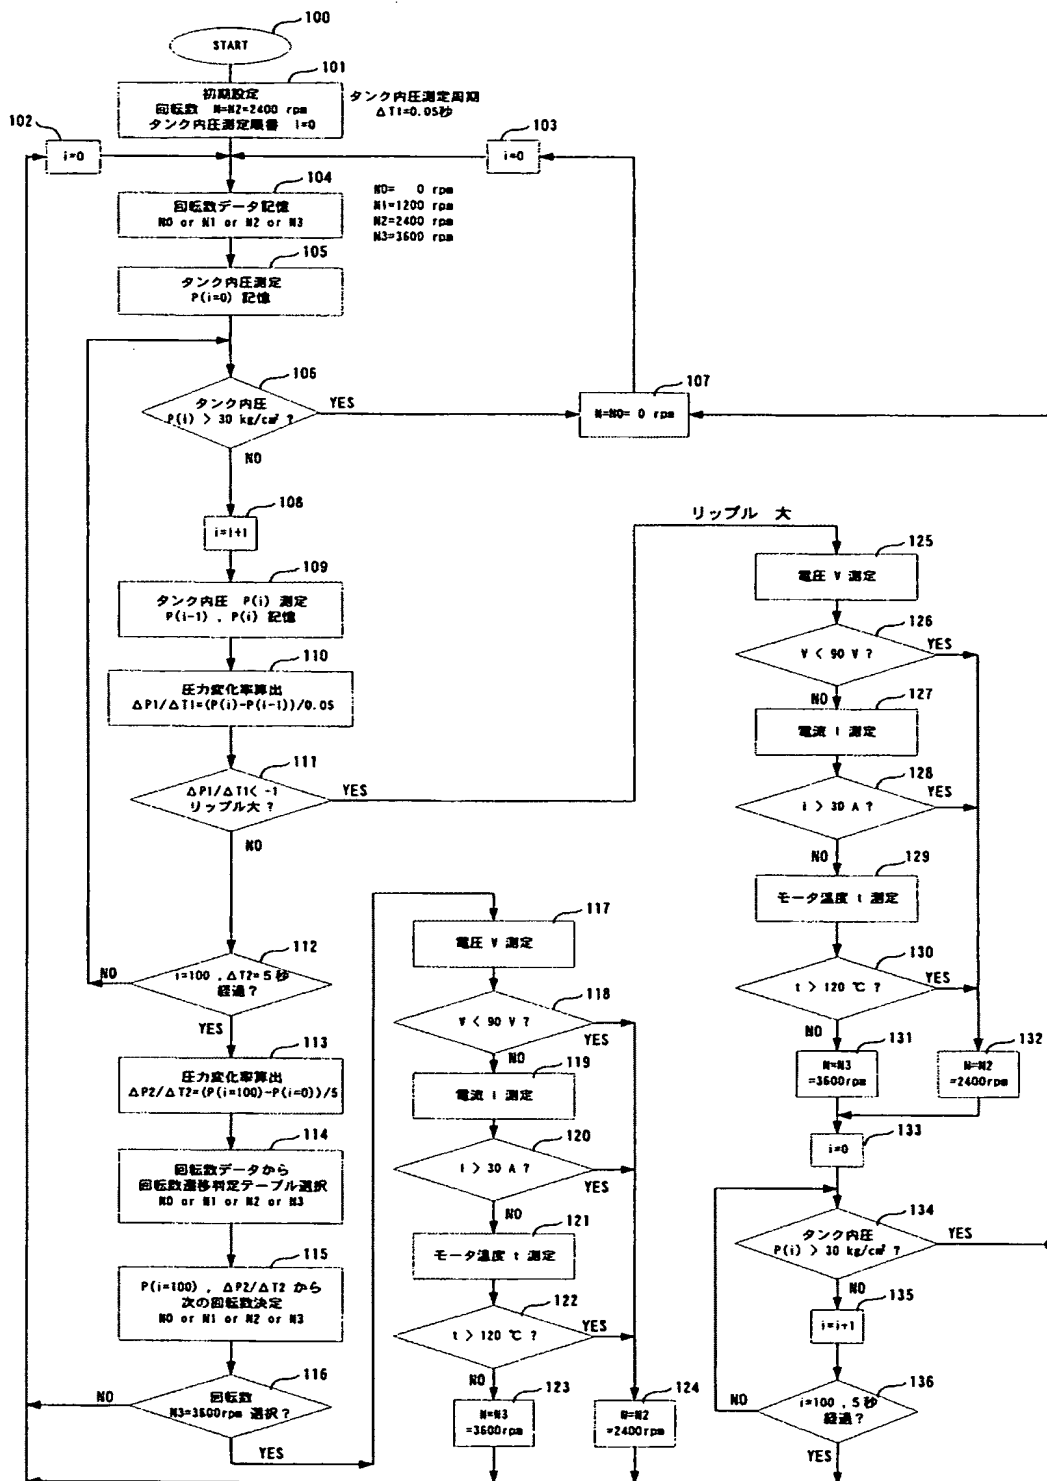 100
START
101
初期設定
回転数 N=N2=2400 rpm
タンク内圧測定順番 i=0
タンク内圧測定周期
ΔT1=0.05秒
102
i=0
103
i=0
104
回転数データ記憶
N0 or N1 or N2 or N3
N0= 0 rpm
N1=1200 rpm
N2=2400 rpm
N3=3600 rpm
105
タンク内圧測定
P(i=0) 記憶
106
タンク内圧
P(i) > 30 kg/cm² ?
YES
NO
107
N=N0= 0 rpm
108
i=i+1
109
タンク内圧 P(i) 測定
P(i-1) , P(i) 記憶
110
圧力変化率算出
ΔP1/ΔT1=(P(i)-P(i-1))/0.05
111
ΔP1/ΔT1< -1
リップル大 ?
YES
NO
リップル 大
112
i=100 , ΔT2=5 秒
経過?
NO
YES
113
圧力変化率算出
ΔP2/ΔT2=(P(i=100)-P(i=0))/5
114
回転数データから
回転数遷移判定テーブル選択
N0 or N1 or N2 or N3
115
P(i=100) , ΔP2/ΔT2 から
次の回転数決定
N0 or N1 or N2 or N3
116
回転数
N3=3600rpm 選択?
NO
YES
117
電圧 V 測定
118
V < 90 V ?
YES
NO
119
電流 I 測定
120
I > 30 A ?
YES
NO
121
モータ温度 t 測定
122
t > 120 ℃ ?
YES
NO
123
N=N3
=3600rpm
124
N=N2
=2400rpm
125
電圧 V 測定
126
V < 90 V ?
YES
NO
127
電流 I 測定
128
I > 30 A ?
YES
NO
129
モータ温度 t 測定
130
t > 120 ℃ ?
YES
NO
131
N=N3
=3600rpm
132
N=N2
=2400rpm
133
i=0
134
タンク内圧
P(i) > 30 kg/cm² ?
YES
NO
135
i=i+1
136
i=100 , 5 秒
経過?
NO
YES